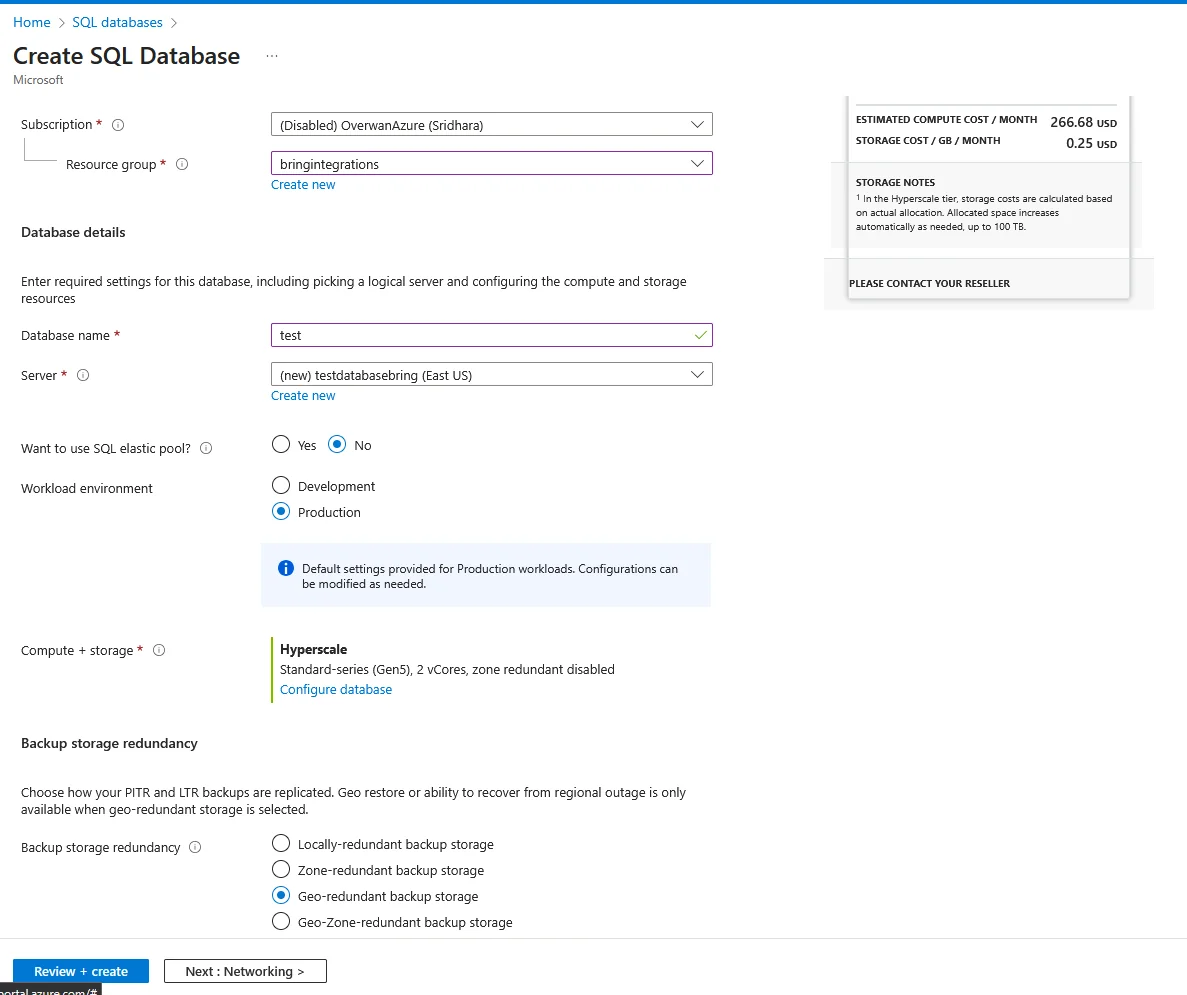 Home > SQL databases >
Create SQL Database ...
Microsoft
Subscription *
(Disabled) OverwanAzure (Sridhara)
Resource group *
bringintegrations
Create new
Database details
Enter required settings for this database, including picking a logical server and configuring the compute and storage
resources
Database name *
test
Server *
(new) testdatabasebring (East US)
Create new
Want to use SQL elastic pool?
Yes
No
Workload environment
Development
Production
Default settings provided for Production workloads. Configurations can
be modified as needed.
Compute + storage *
Hyperscale
Standard-series (Gen5), 2 vCores, zone redundant disabled
Configure database
Backup storage redundancy
Choose how your PITR and LTR backups are replicated. Geo restore or ability to recover from regional outage is only
available when geo-redundant storage is selected.
Backup storage redundancy
Locally-redundant backup storage
Zone-redundant backup storage
Geo-redundant backup storage
Geo-Zone-redundant backup storage
Review + create
Next : Networking >
portal.azure.com/#
ESTIMATED COMPUTE COST / MONTH 266.68 USD
STORAGE COST / GB / MONTH 0.25 USD
STORAGE NOTES
¹ In the Hyperscale tier, storage costs are calculated based
on actual allocation. Allocated space increases
automatically as needed, up to 100 TB.
PLEASE CONTACT YOUR RESELLER